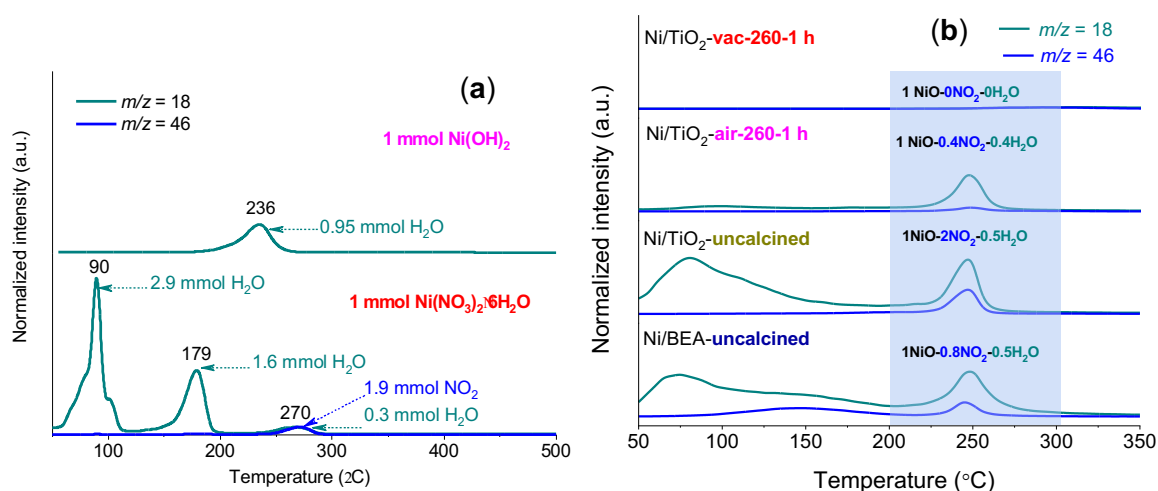 (a)
m/z = 18
m/z = 46
1 mmol Ni(OH)2
236
0.95 mmol H2O
90
2.9 mmol H2O
1 mmol Ni(NO3)2·6H2O
179
1.6 mmol H2O
1.9 mmol NO2
270
0.3 mmol H2O
Normalized intensity (a.u.)
100 200 300 400 500
Temperature (2C)
(b)
Ni/TiO2-vac-260-1 h
m/z = 18
m/z = 46
1 NiO-0NO2-0H2O
Ni/TiO2-air-260-1 h
1 NiO-0.4NO2-0.4H2O
Ni/TiO2-uncalcined
1NiO-2NO2-0.5H2O
Ni/BEA-uncalcined
1NiO-0.8NO2-0.5H2O
Normalized intensity (a.u.)
50 100 150 200 250 300 350
Temperature (°C)